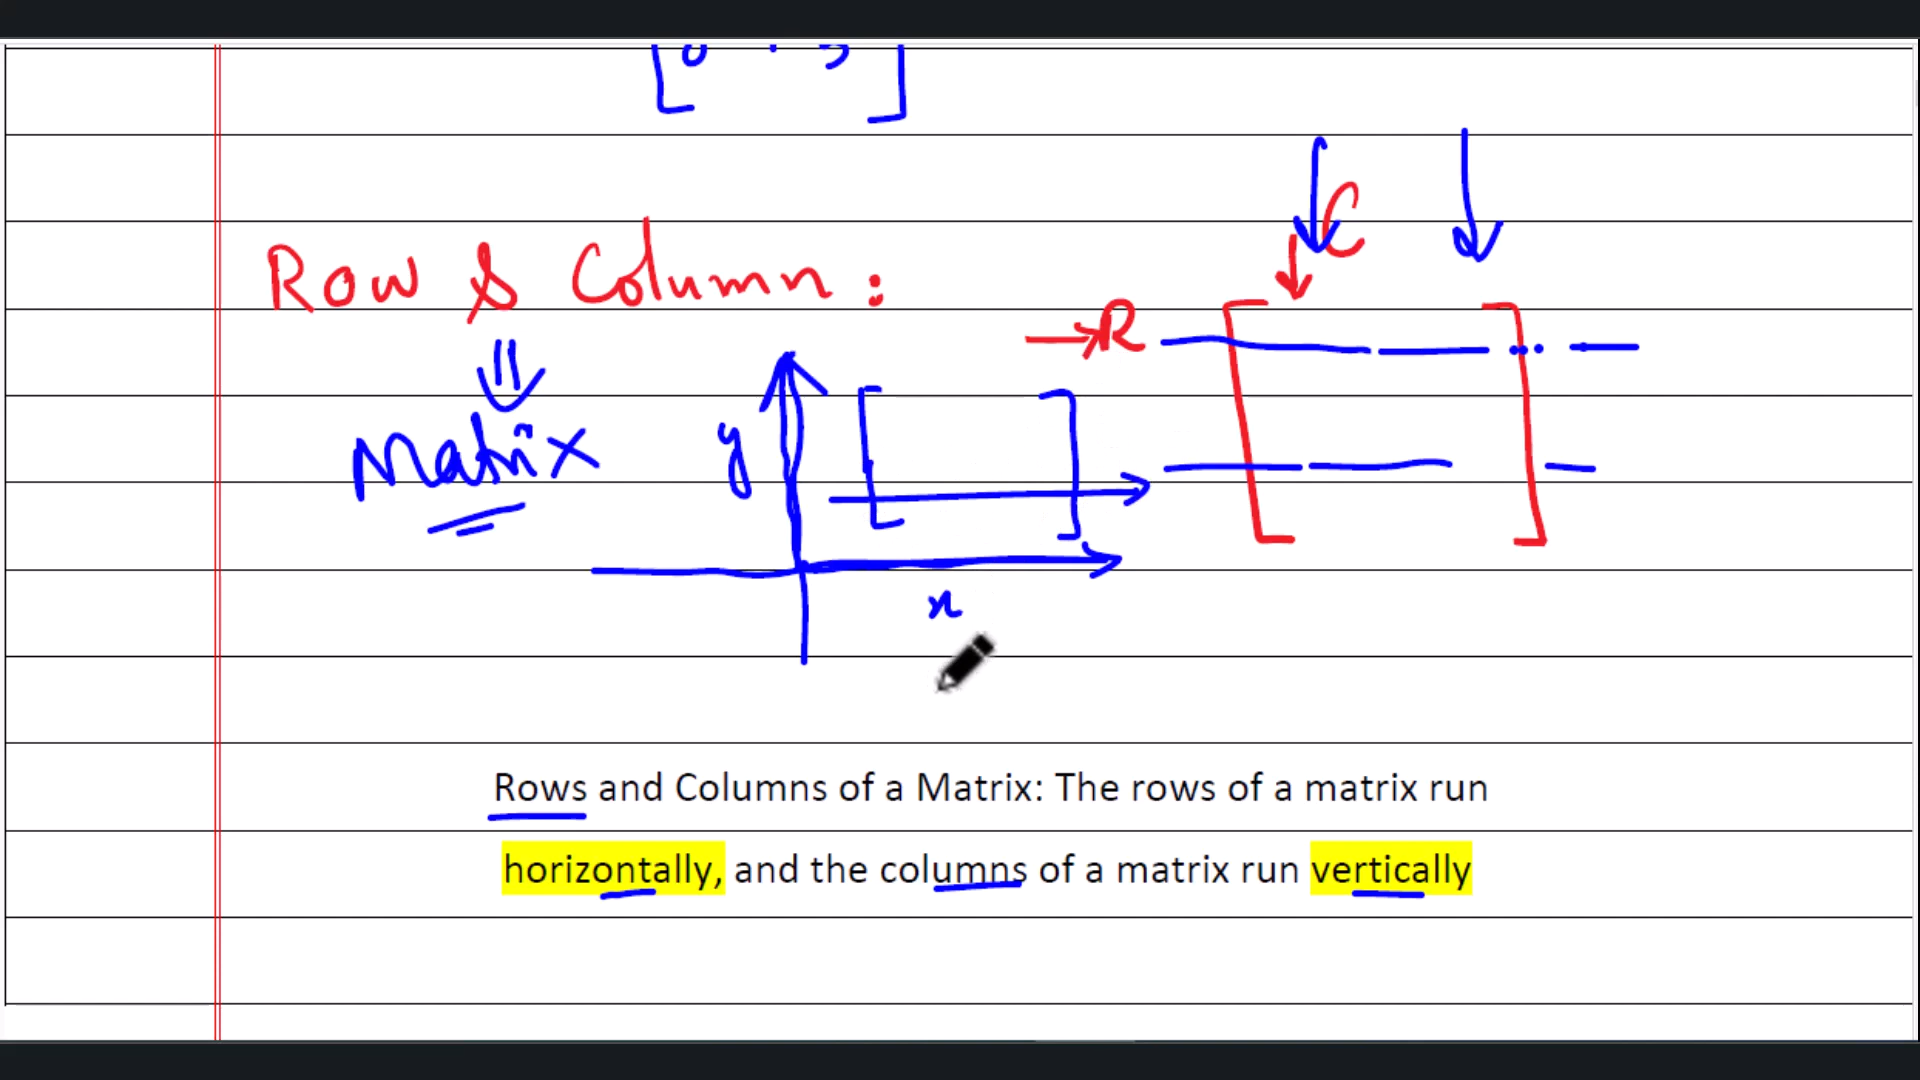 Row & Column:
C
R
Matrix
y
x
Rows and Columns of a Matrix: The rows of a matrix run
horizontally, and the columns of a matrix run vertically